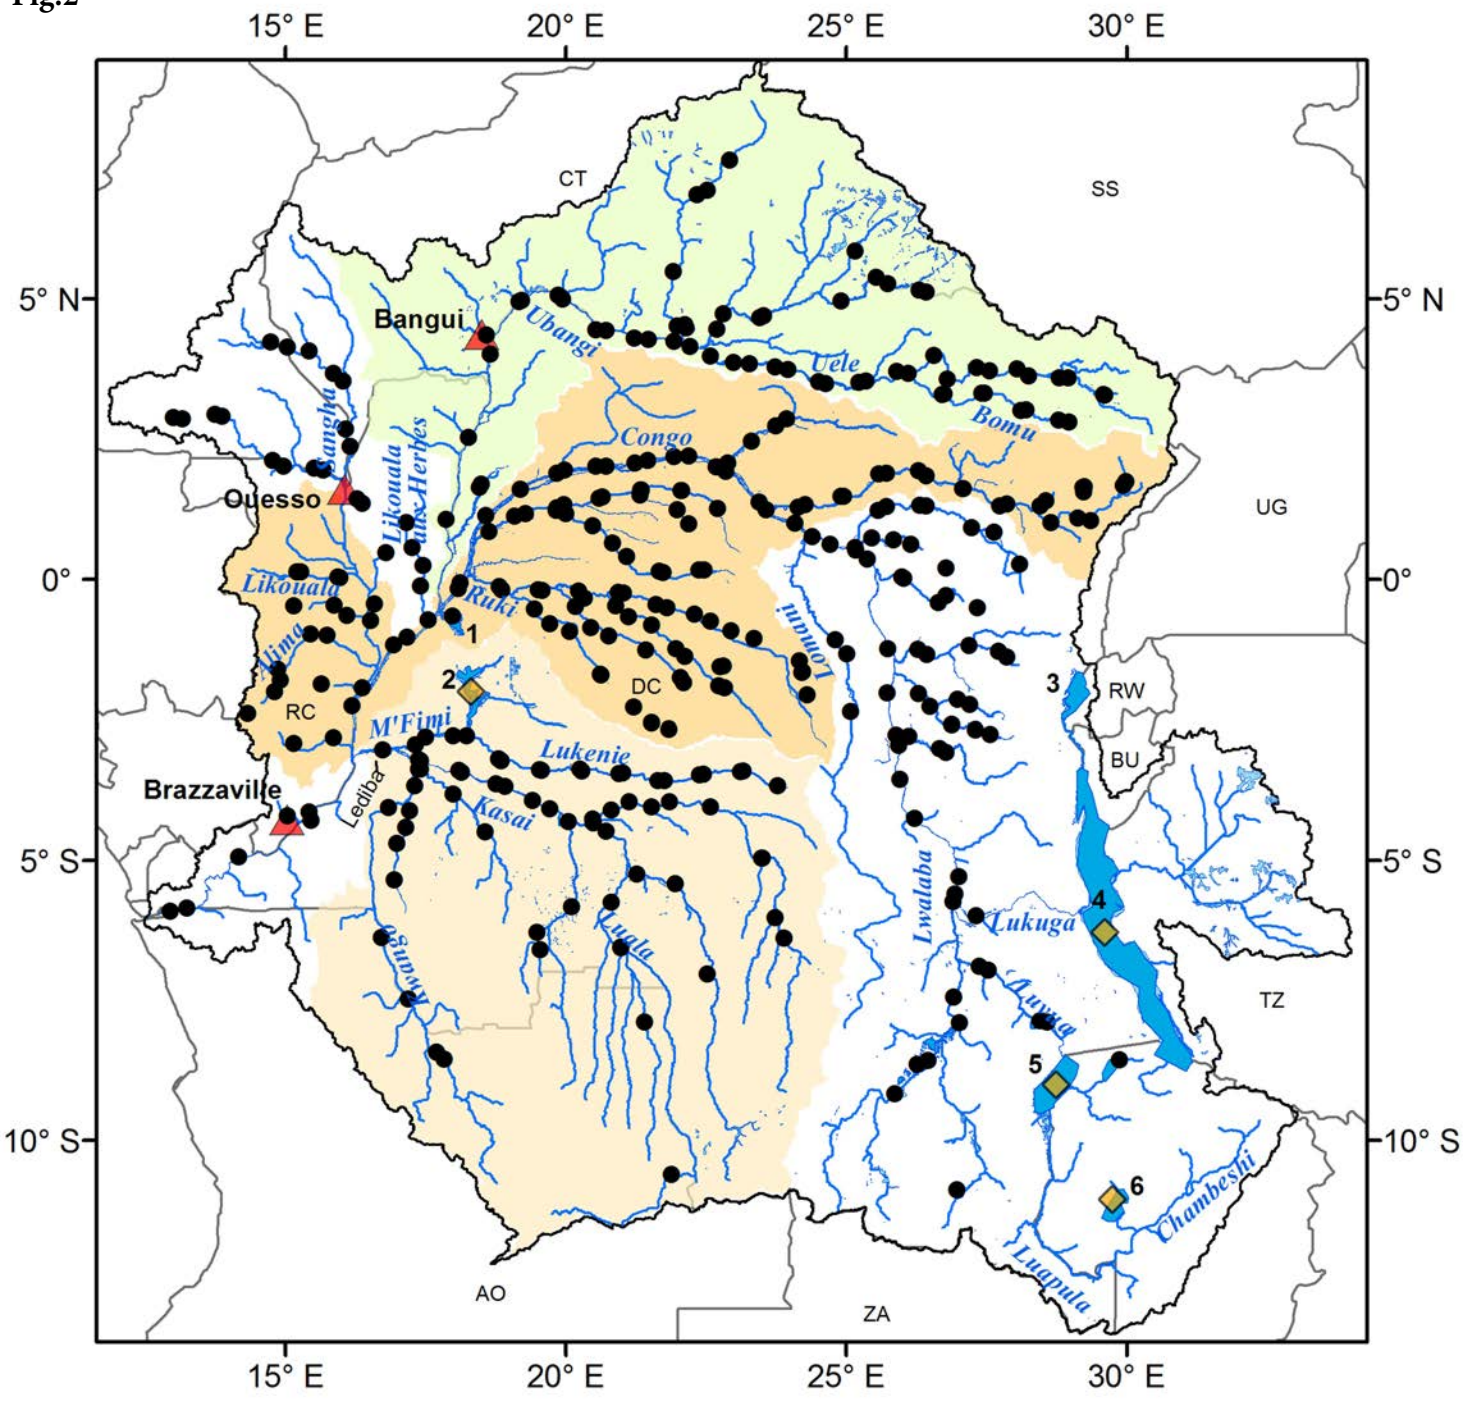 Fig.2
15° E 20° E 25° E 30° E
CT
SS
5° N
5° N
Bangui
Ubangi
Uele
Bomu
Sangha
Congo
Likouala
aux Herbes
Ouesso
UG
0°
0°
Likouala
Ruki
1
Lomani
Alima
2
DC
3
RW
RC
M'Fimi
Lukenie
BU
Brazzaville
Lediba
Kasai
5° S
5° S
Lwalaba
4
Lukuga
Kwango
Luala
Luvua
TZ
5
10° S
10° S
6
Chambeshi
Luapula
AO
ZA
15° E 20° E 25° E 30° E